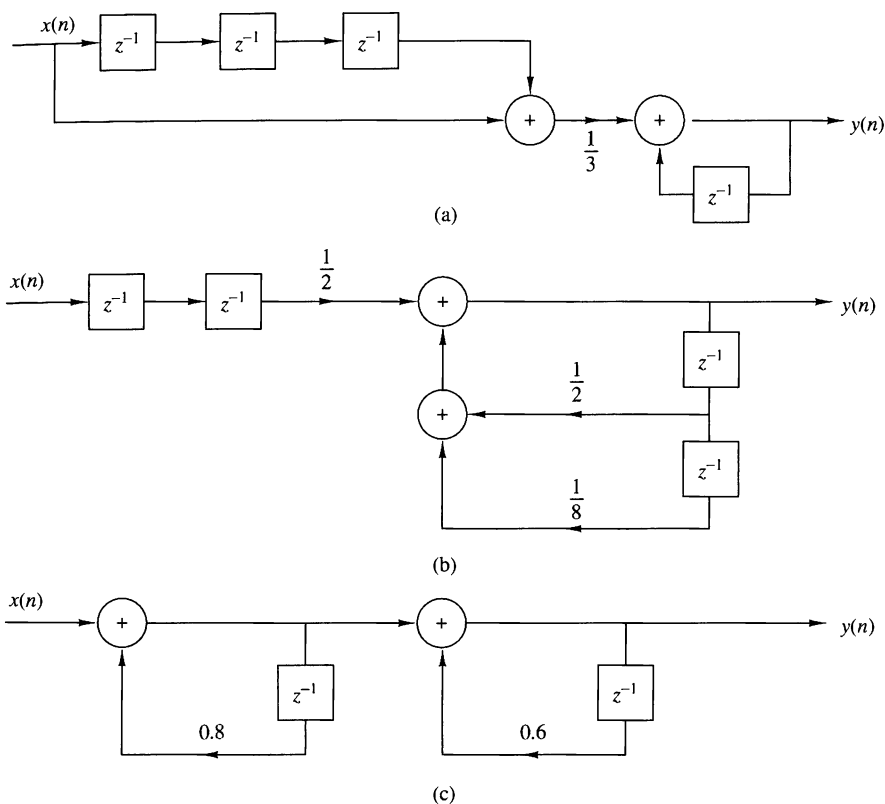 x(n)
z⁻¹ z⁻¹ z⁻¹
+ + y(n)
1/3
z⁻¹
(a)
x(n) 1/2
z⁻¹ z⁻¹ + y(n)
z⁻¹
1/2
+
z⁻¹
1/8
(b)
x(n)
+ + y(n)
z⁻¹ z⁻¹
0.8 0.6
(c)